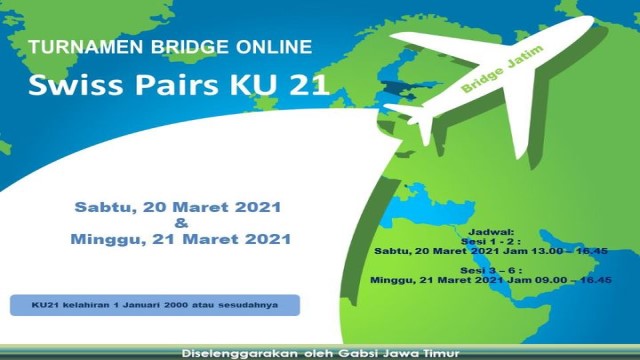 TURNAMEN BRIDGE ONLINE
Swiss Pairs KU 21
Bridge Jatim
Sabtu, 20 Maret 2021
&
Minggu, 21 Maret 2021
Jadwal:
Sesi 1 - 2 :
Sabtu, 20 Maret 2021 Jam 13.00 – 16.45
Sesi 3 – 6 :
Minggu, 21 Maret 2021 Jam 09.00 – 16.45
KU21 kelahiran 1 Januari 2000 atau sesudahnya
Diselenggarakan oleh Gabsi Jawa Timur